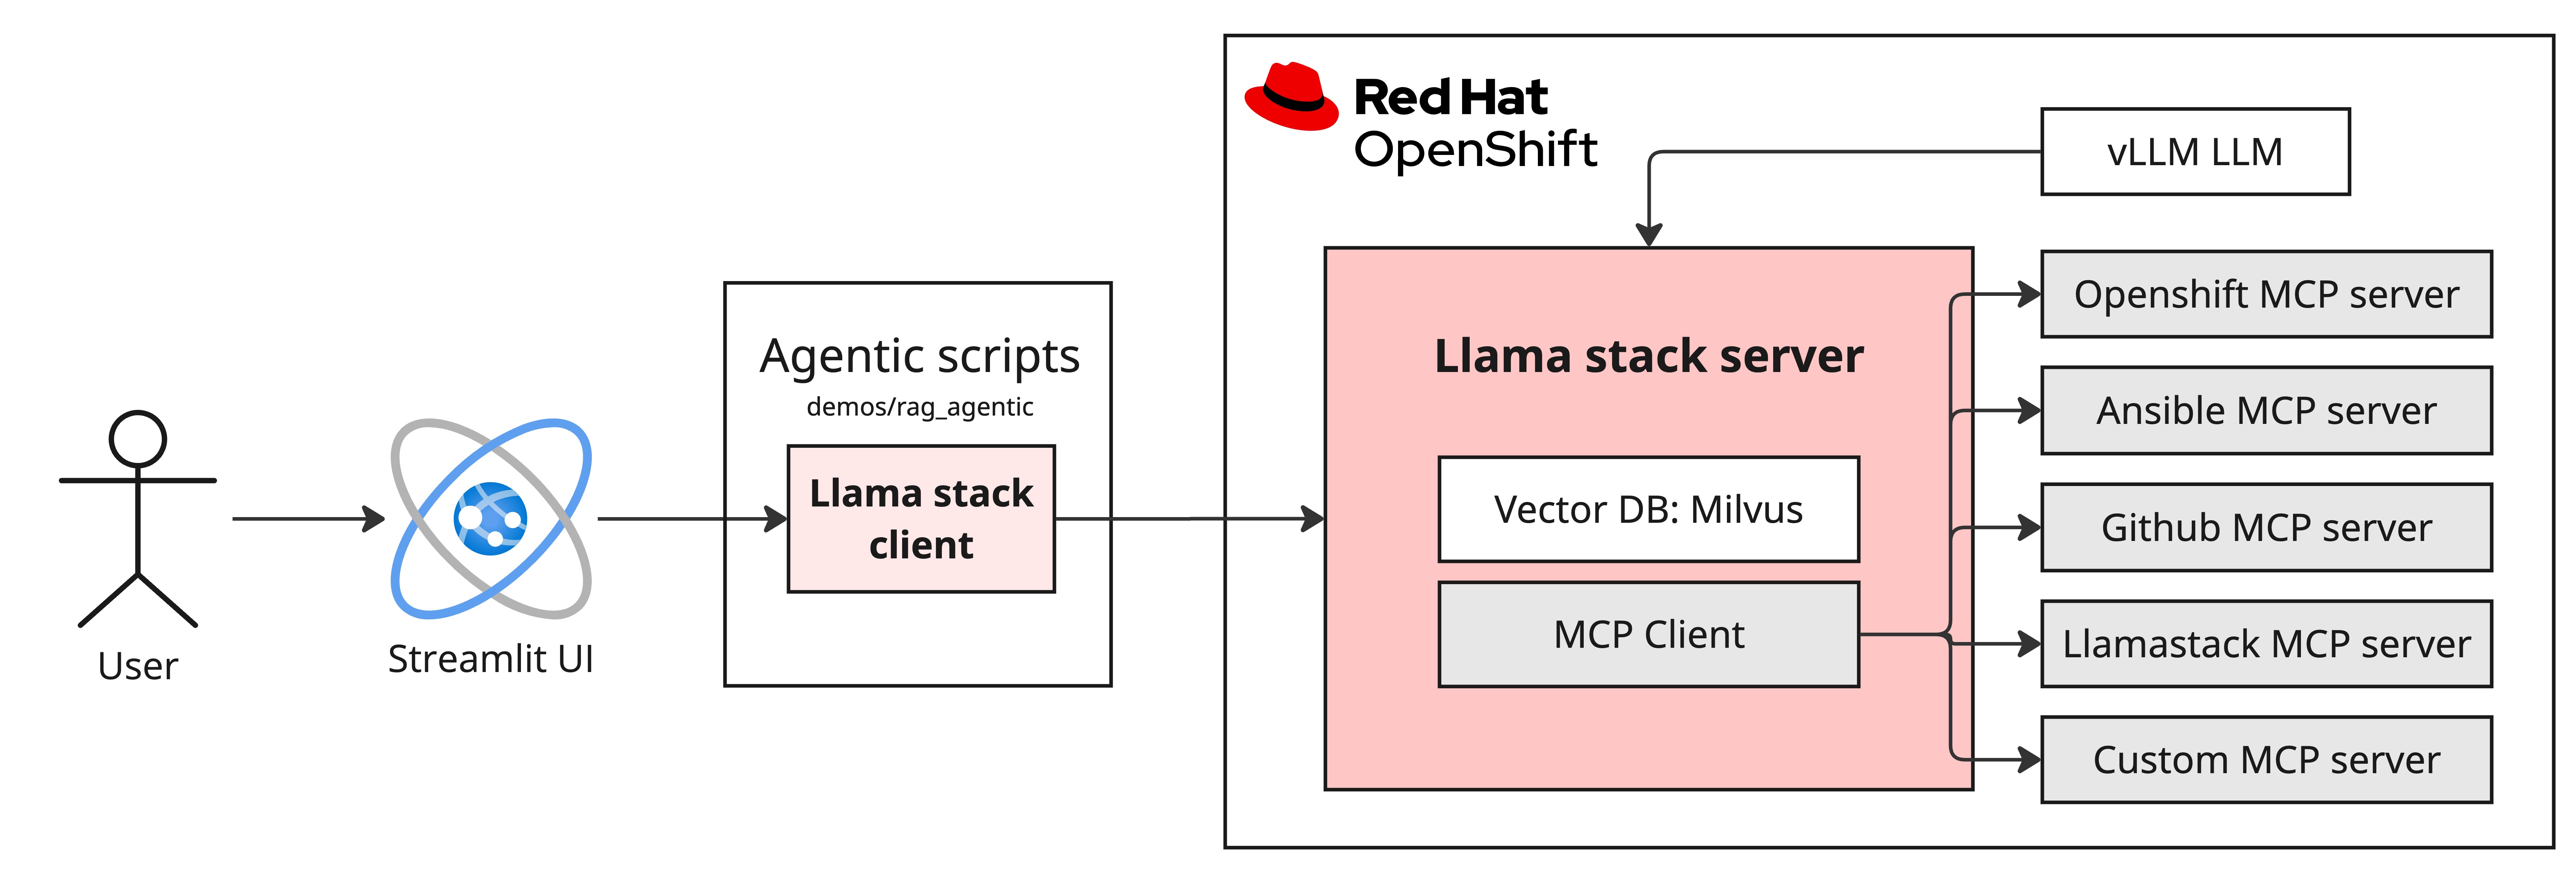 User
Streamlit UI
Agentic scripts
demos/rag_agentic
Llama stack
client
Red Hat
OpenShift
vLLM LLM
Llama stack server
Vector DB: Milvus
MCP Client
Openshift MCP server
Ansible MCP server
Github MCP server
Llamastack MCP server
Custom MCP server